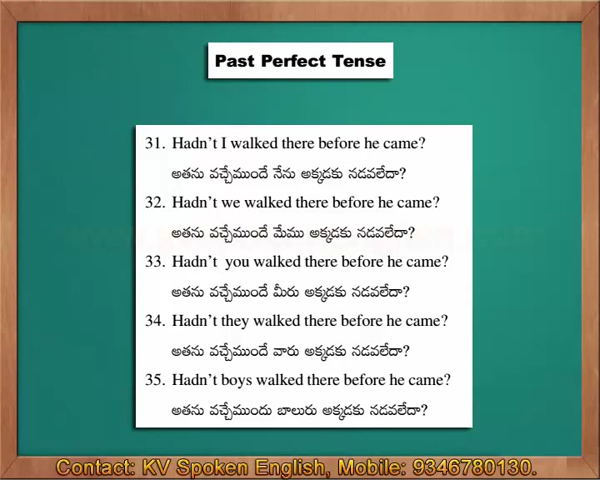 Past Perfect Tense
31. Hadn't I walked there before he came?
అతను వచ్చేముందే నేను అక్కడకు నడవలేదా?
32. Hadn't we walked there before he came?
అతను వచ్చేముందే మేము అక్కడకు నడవలేదా?
33. Hadn't you walked there before he came?
అతను వచ్చేముందే మీరు అక్కడకు నడవలేదా?
34. Hadn't they walked there before he came?
అతను వచ్చేముందే వారు అక్కడకు నడవలేదా?
35. Hadn't boys walked there before he came?
అతను వచ్చేముందు బాలురు అక్కడకు నడవలేదా?
Contact: KV Spoken English, Mobile: 9346780130.